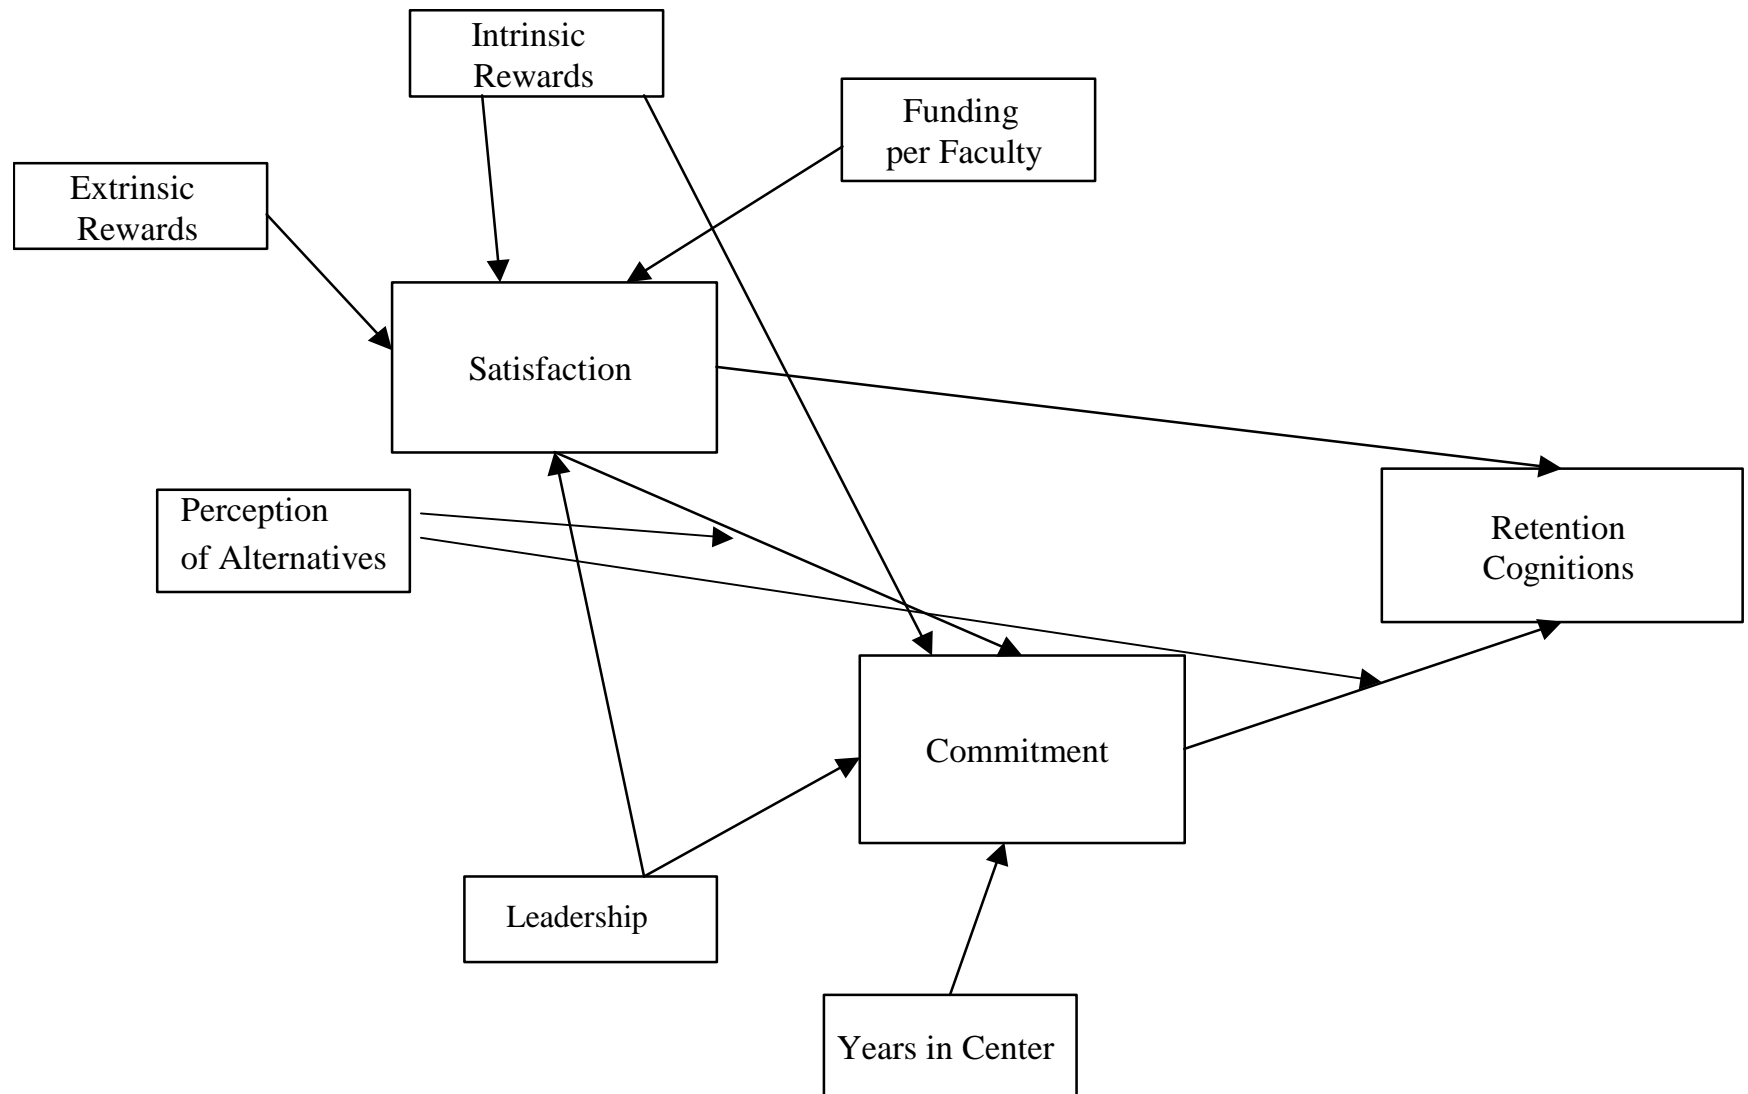 Intrinsic
Rewards
Funding
per Faculty
Extrinsic
Rewards
Satisfaction
Perception
of Alternatives
Retention
Cognitions
Commitment
Leadership
Years in Center